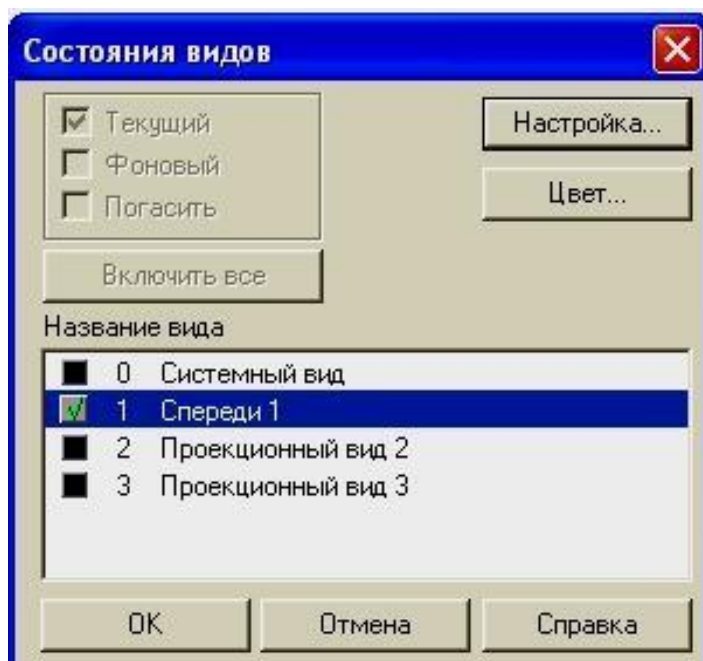 Состояния видов
Текущий
Настройка...
Фоновый
Погасить
Цвет...
Включить все
Название вида
0 Системный вид
1 Спереди 1
2 Проекционный вид 2
3 Проекционный вид 3
OK Отмена Справка